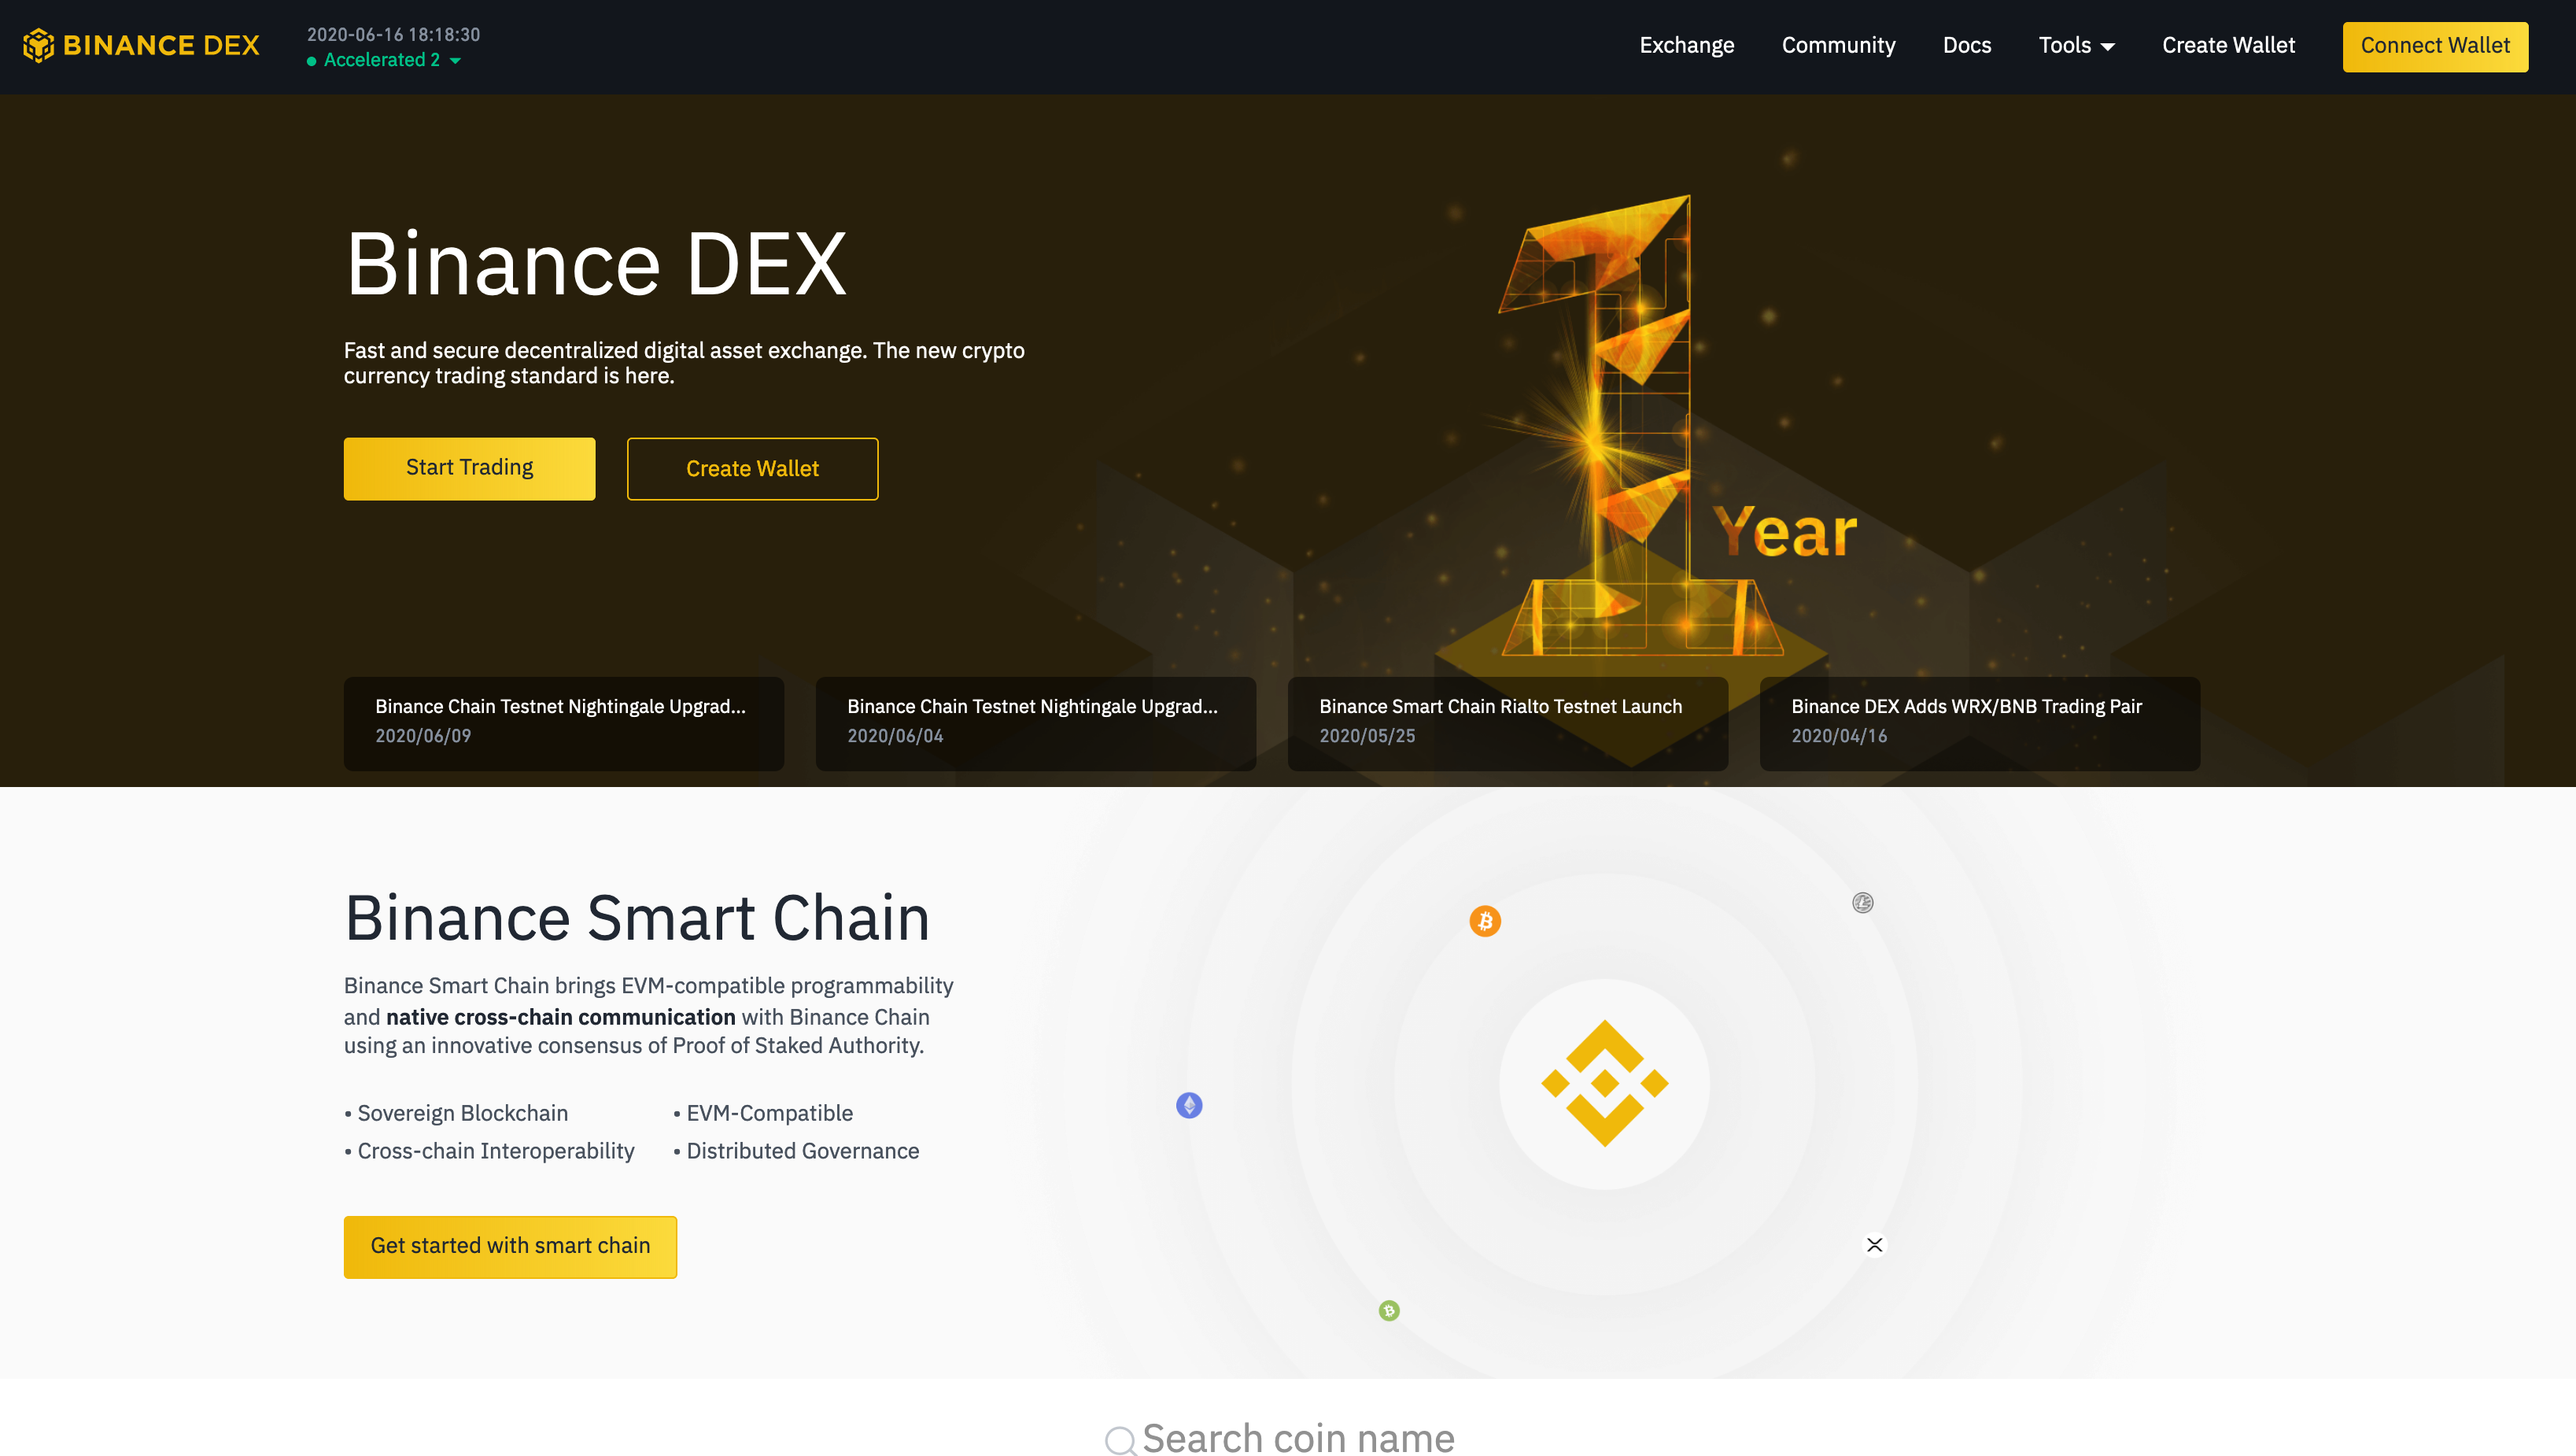 BINANCE DEX
2020-06-16 18:18:30
Accelerated 2
Exchange
Community
Docs
Tools
Create Wallet
Connect Wallet
Binance DEX
Fast and secure decentralized digital asset exchange. The new crypto
currency trading standard is here.
Start Trading
Create Wallet
1
Year
Binance Chain Testnet Nightingale Upgrad...
2020/06/09
Binance Chain Testnet Nightingale Upgrad...
2020/06/04
Binance Smart Chain Rialto Testnet Launch
2020/05/25
Binance DEX Adds WRX/BNB Trading Pair
2020/04/16
Binance Smart Chain
Binance Smart Chain brings EVM-compatible programmability
and native cross-chain communication with Binance Chain
using an innovative consensus of Proof of Staked Authority.
• Sovereign Blockchain
• EVM-Compatible
• Cross-chain Interoperability
• Distributed Governance
Get started with smart chain
Search coin name